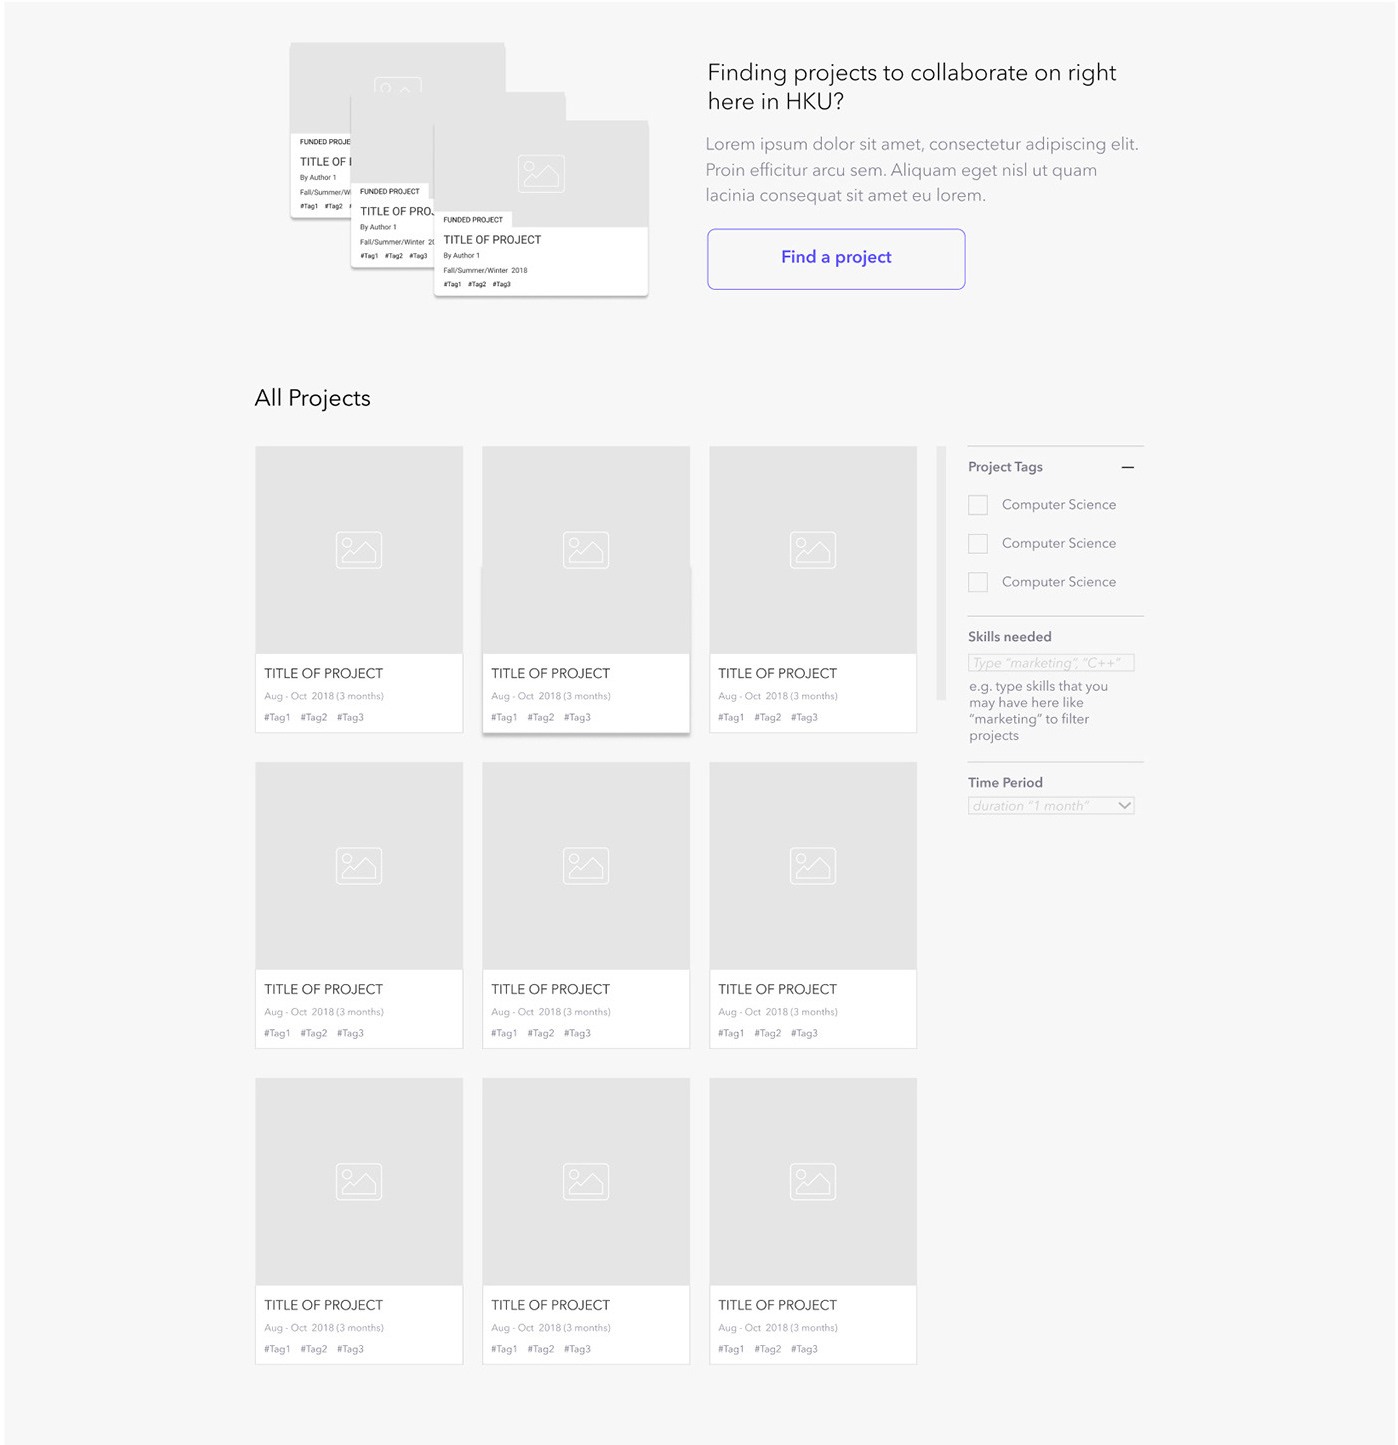 FUNDED PROJE
TITLE OF
By Author 1
Fall/Summer/Wi
#Tag1 #Tag2
FUNDED PROJECT
TITLE OF PROJ
By Author 1
Fall/Summer/Winter 20
#Tag1 #Tag2 #Tag3
FUNDED PROJECT
TITLE OF PROJECT
By Author 1
Fall/Summer/Winter 2018
#Tag1 #Tag2 #Tag3
Finding projects to collaborate on right
here in HKU?
Lorem ipsum dolor sit amet, consectetur adipiscing elit.
Proin efficitur arcu sem. Aliquam eget nisl ut quam
lacinia consequat sit amet eu lorem.
Find a project
All Projects
TITLE OF PROJECT
Aug - Oct 2018 (3 months)
#Tag1 #Tag2 #Tag3
TITLE OF PROJECT
Aug - Oct 2018 (3 months)
#Tag1 #Tag2 #Tag3
TITLE OF PROJECT
Aug - Oct 2018 (3 months)
#Tag1 #Tag2 #Tag3
TITLE OF PROJECT
Aug - Oct 2018 (3 months)
#Tag1 #Tag2 #Tag3
TITLE OF PROJECT
Aug - Oct 2018 (3 months)
#Tag1 #Tag2 #Tag3
TITLE OF PROJECT
Aug - Oct 2018 (3 months)
#Tag1 #Tag2 #Tag3
TITLE OF PROJECT
Aug - Oct 2018 (3 months)
#Tag1 #Tag2 #Tag3
TITLE OF PROJECT
Aug - Oct 2018 (3 months)
#Tag1 #Tag2 #Tag3
TITLE OF PROJECT
Aug - Oct 2018 (3 months)
#Tag1 #Tag2 #Tag3
Project Tags
Computer Science
Computer Science
Computer Science
Skills needed
Type “marketing”, “C++”
e.g. type skills that you
may have here like
“marketing” to filter
projects
Time Period
duration “1 month”